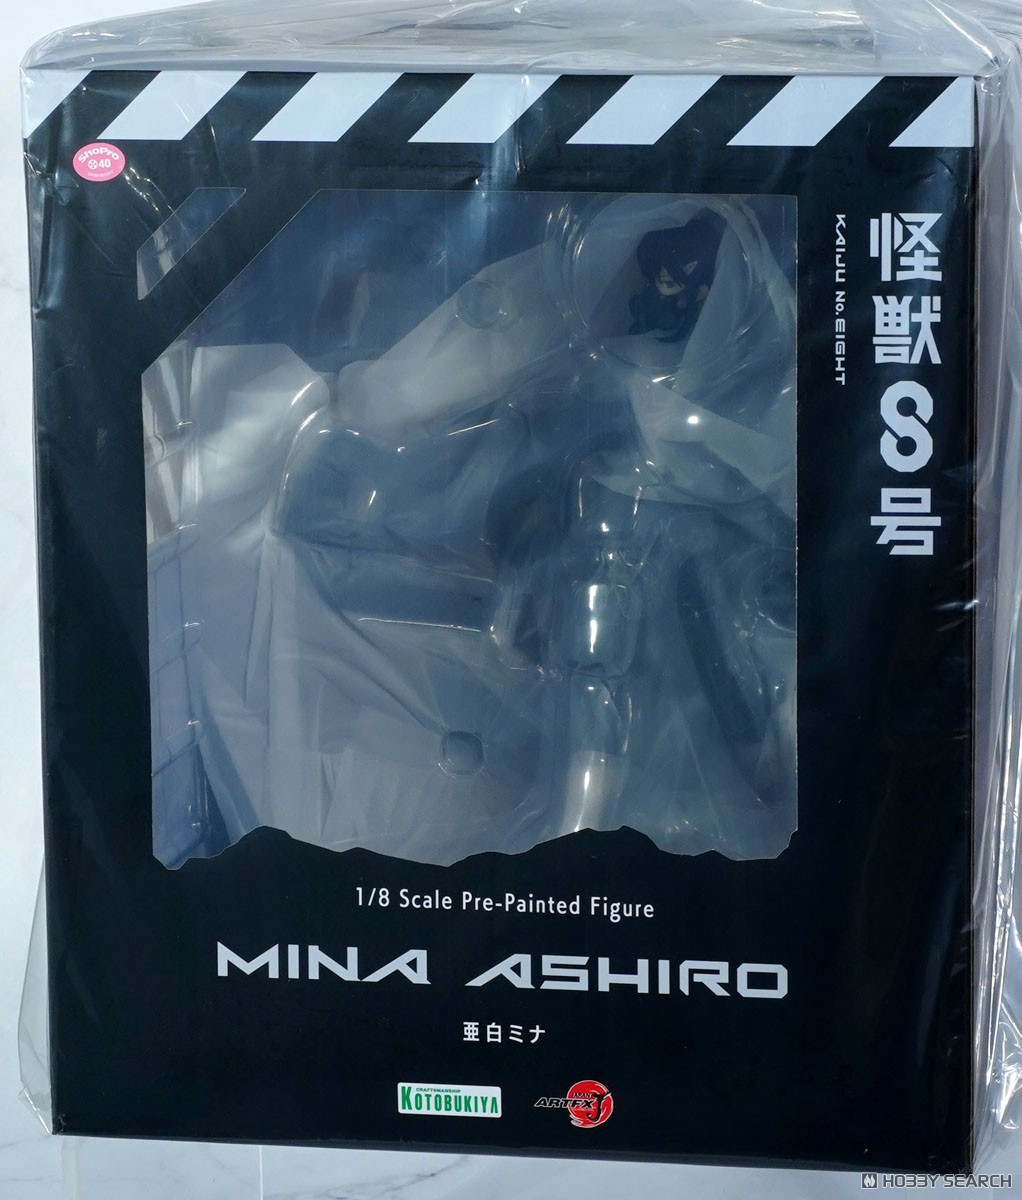 ShoPro
40
怪獣8号
KAIJU No. EIGHT
1/8 Scale Pre-Painted Figure
MINA ASHIRO
亜白ミナ
CRAFTSMANSHIP
KOTOBUKIYA
ARTFX J
HOBBY SEARCH